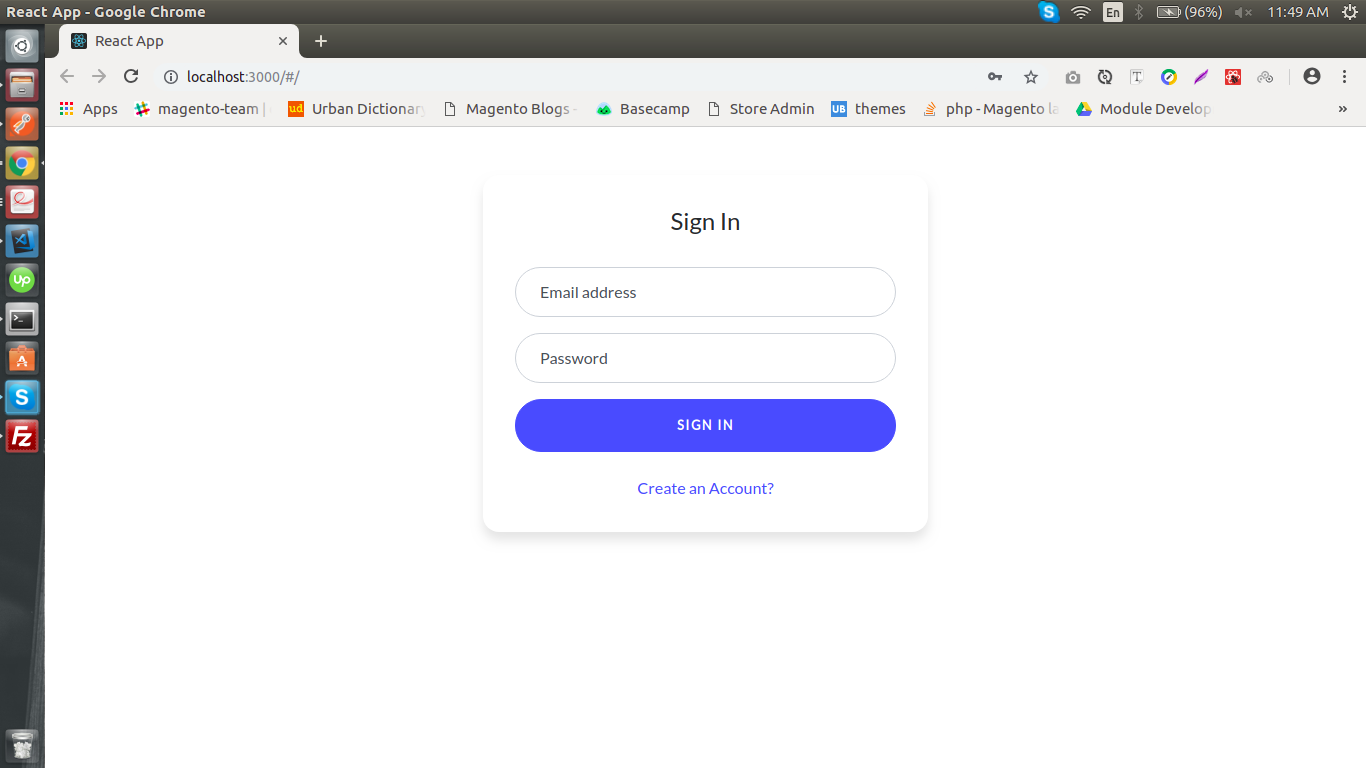 React App - Google Chrome
En
(96%)
11:49 AM
React App
localhost:3000/#/
Apps
magento-team |
Urban Dictionary
Magento Blogs -
Basecamp
Store Admin
UB
themes
php - Magento la
Module Develop
»
Sign In
Email address
Password
SIGN IN
Create an Account?